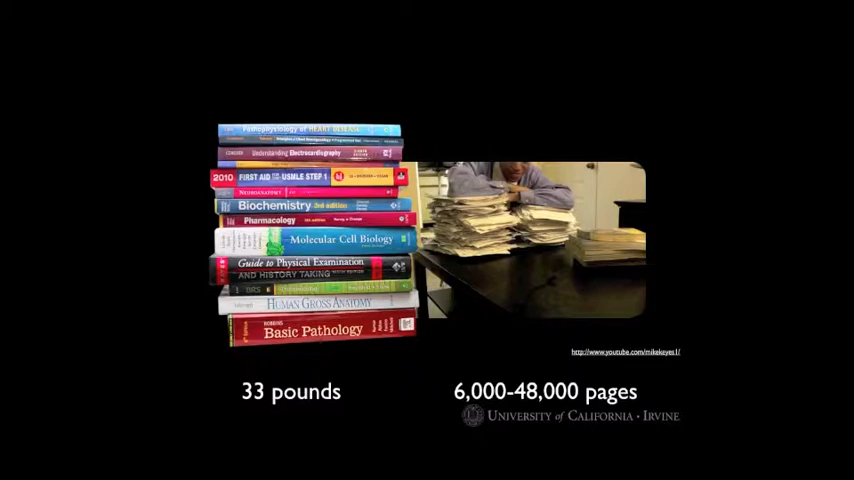 Pathophysiology of HEART DISEASE
Understanding Electrocardiography
2010 FIRST AID FOR THE USMLE STEP 1
NEUROANATOMY
Biochemistry 3rd edition
Pharmacology
Molecular Cell Biology
Guide to Physical Examination
AND HISTORY TAKING
BRS
HUMAN GROSS ANATOMY
ROBBINS
Basic Pathology
http://www.youtube.com/mikekeyes1/
33 pounds
6,000-48,000 pages
UNIVERSITY of CALIFORNIA · IRVINE